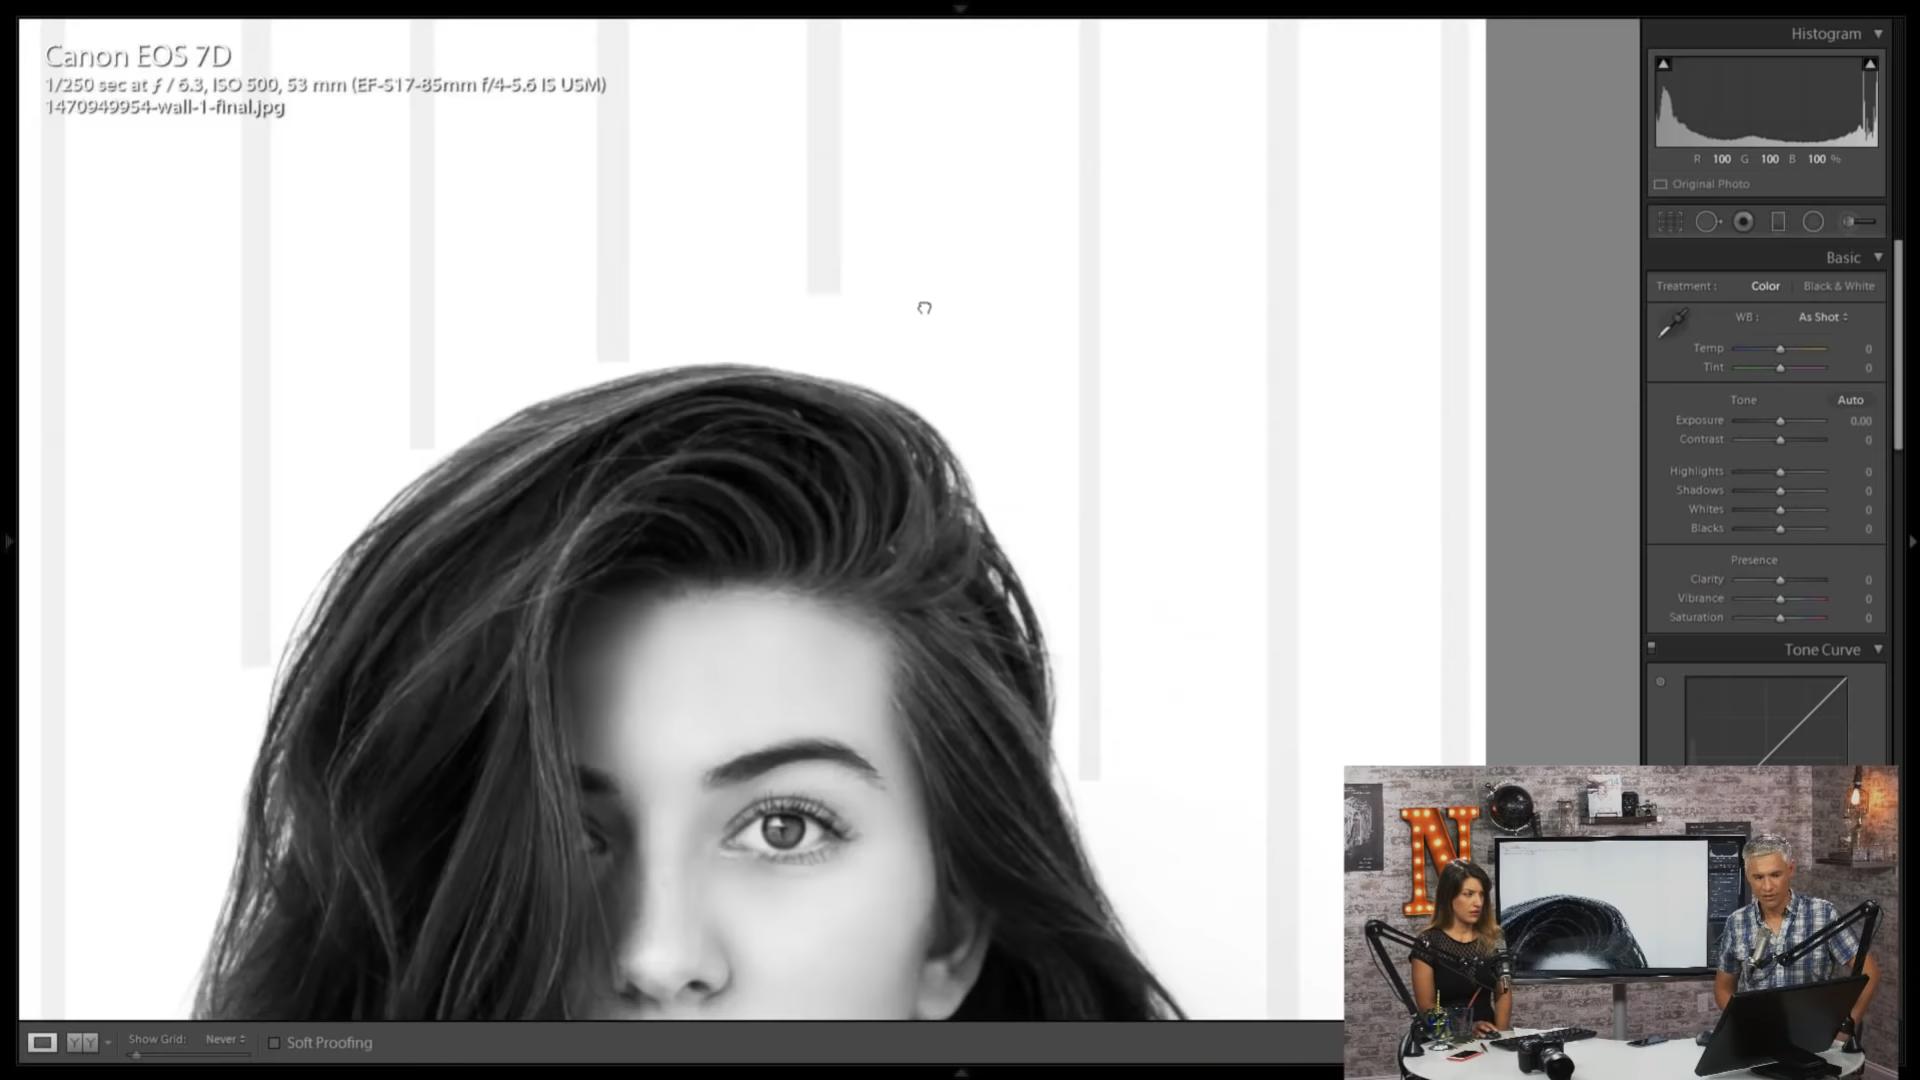 Canon EOS 7D
1/250 sec at ƒ / 6.3, ISO 500, 53 mm (EF-S17-85mm f/4-5.6 IS USM)
1470949954-wall-1-final.jpg
Histogram
R 100 G 100 B 100 %
Original Photo
Basic
Treatment : Color Black & White
WB : As Shot
Temp 0
Tint 0
Tone Auto
Exposure 0.00
Contrast 0
Highlights 0
Shadows 0
Whites 0
Blacks 0
Presence
Clarity 0
Vibrance 0
Saturation 0
Tone Curve
N
YY
Show Grid: Never
Soft Proofing